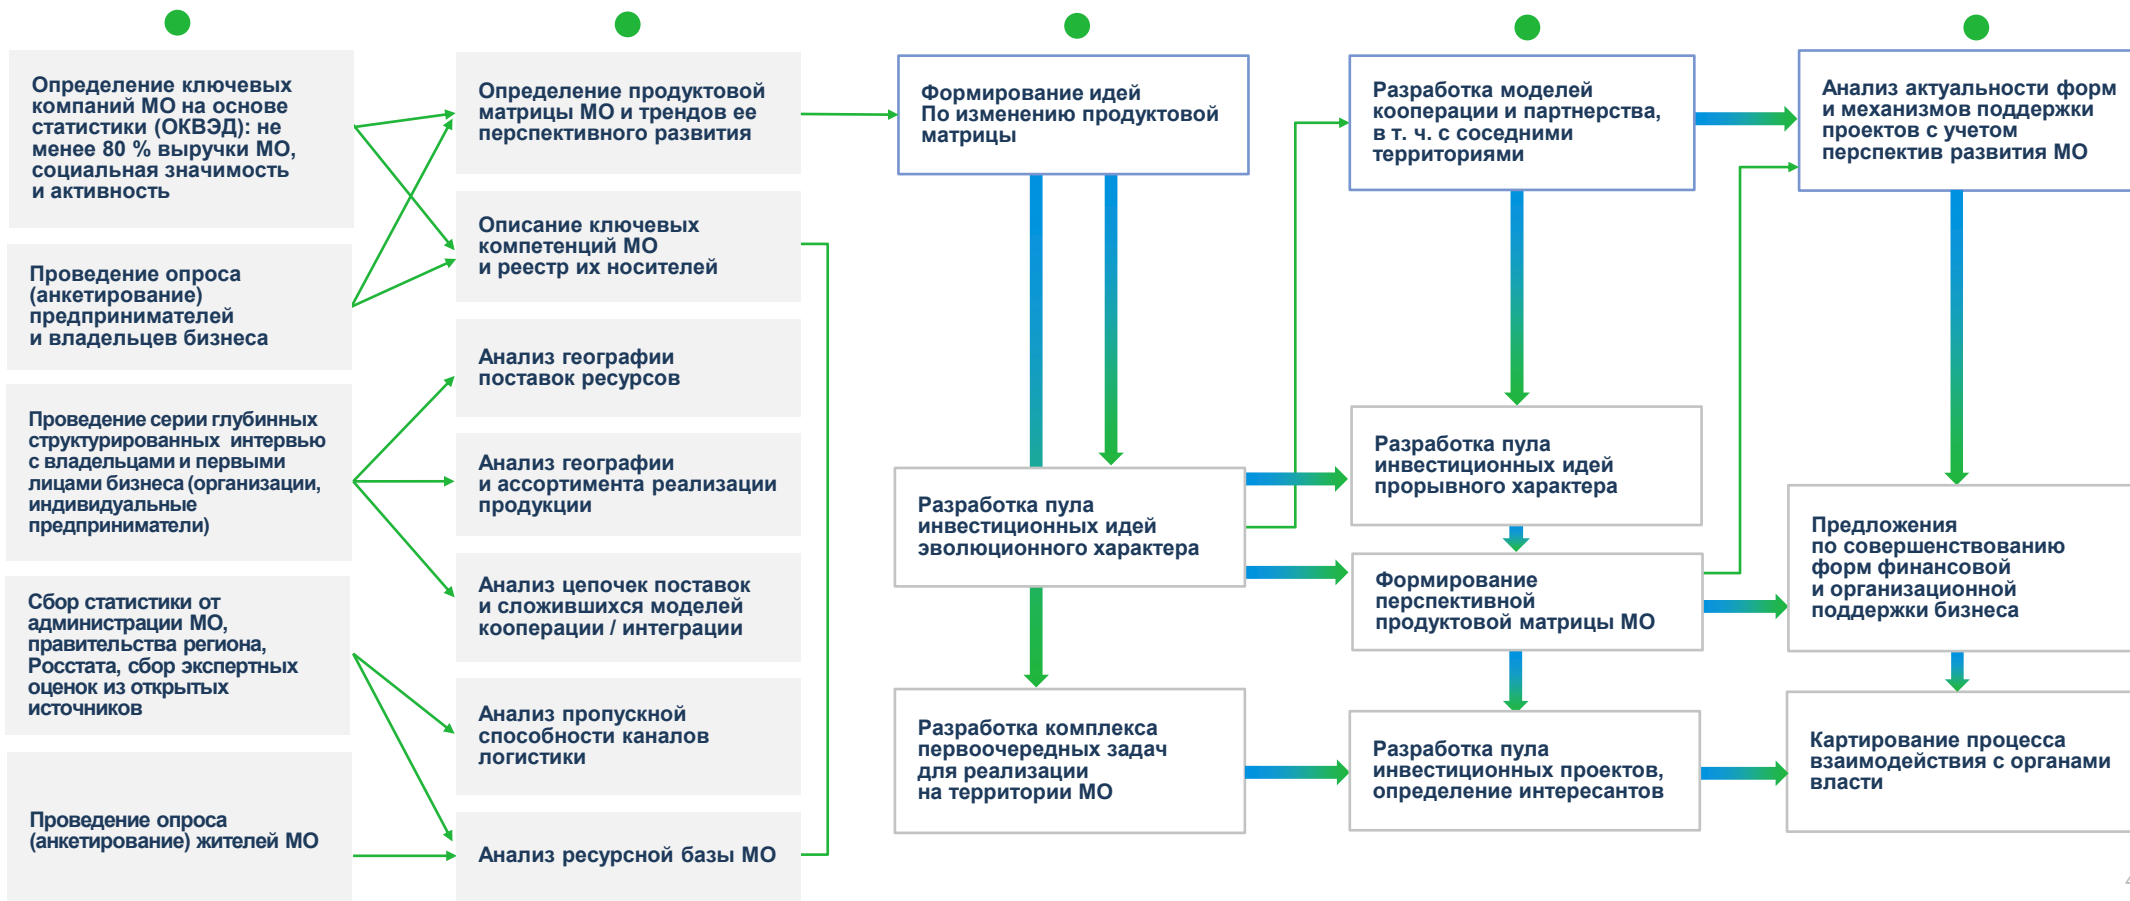 Определение ключевых
компаний МО на основе
статистики (ОКВЭД): не
менее 80 % выручки МО,
социальная значимость
и активность
Проведение опроса
(анкетирование)
предпринимателей
и владельцев бизнеса
Проведение серии глубинных
структурированных интервью
с владельцами и первыми
лицами бизнеса (организации,
индивидуальные
предприниматели)
Сбор статистики от
администрации МО,
правительства региона,
Росстата, сбор экспертных
оценок из открытых
источников
Проведение опроса
(анкетирование) жителей МО
Определение продуктовой
матрицы МО и трендов ее
перспективного развития
Описание ключевых
компетенций МО
и реестр их носителей
Анализ географии
поставок ресурсов
Анализ географии
и ассортимента реализации
продукции
Анализ цепочек поставок
и сложившихся моделей
кооперации / интеграции
Анализ пропускной
способности каналов
логистики
Анализ ресурсной базы МО
Формирование идей
По изменению продуктовой
матрицы
Разработка пула
инвестиционных идей
эволюционного характера
Разработка комплекса
первоочередных задач
для реализации
на территории МО
Разработка моделей
кооперации и партнерства,
в т. ч. с соседними
территориями
Разработка пула
инвестиционных идей
прорывного характера
Формирование
перспективной
продуктовой матрицы МО
Разработка пула
инвестиционных проектов,
определение интересантов
Анализ актуальности форм
и механизмов поддержки
проектов с учетом
перспектив развития МО
Предложения
по совершенствованию
форм финансовой
и организационной
поддержки бизнеса
Картирование процесса
взаимодействия с органами
власти